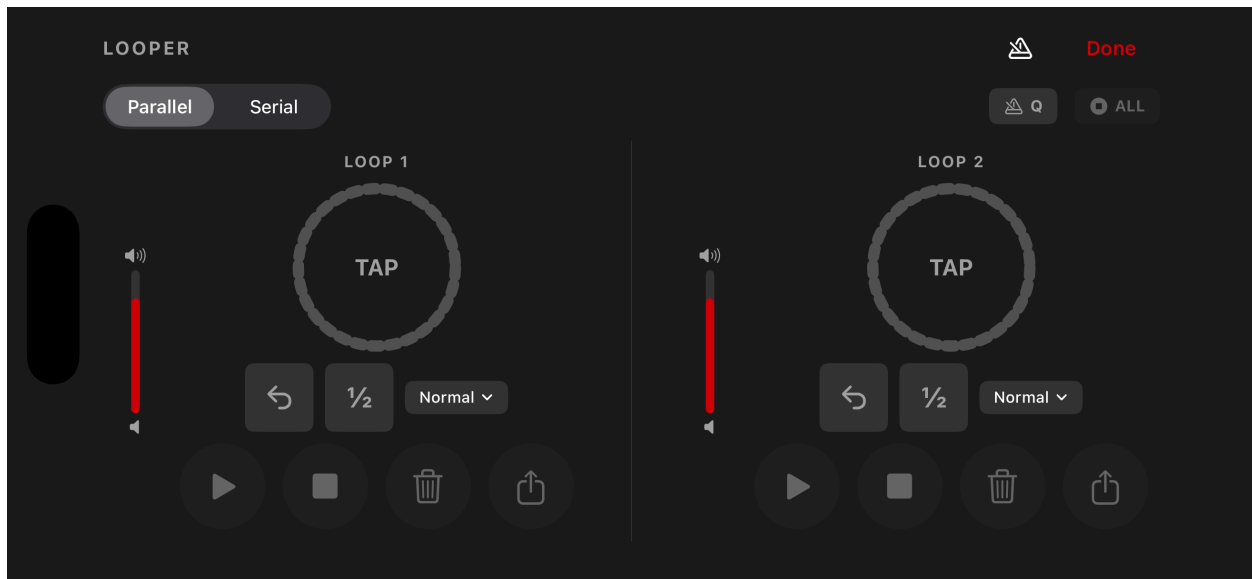 LOOPER
Done
Parallel Serial
Q ALL
LOOP 1
TAP
½
Normal
LOOP 2
TAP
½
Normal